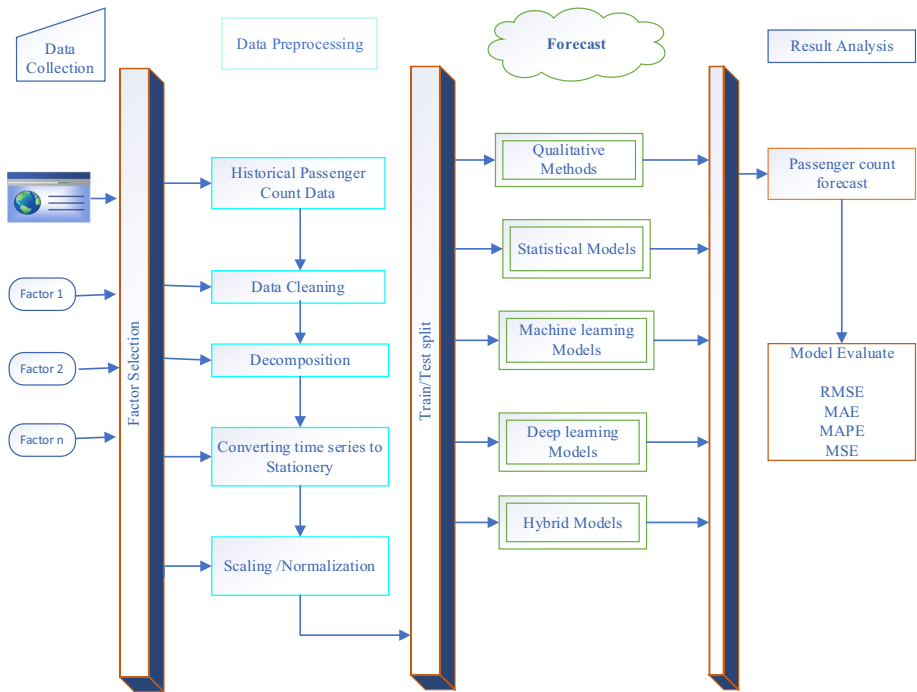 Data
Collection
Data Preprocessing
Forecast
Result Analysis
Factor 1
Factor 2
Factor n
Factor Selection
Historical Passenger
Count Data
Data Cleaning
Decomposition
Converting time series to
Stationery
Scaling /Normalization
Train/Test split
Qualitative
Methods
Statistical Models
Machine learning
Models
Deep learning
Models
Hybrid Models
Passenger count
forecast
Model Evaluate
RMSE
MAE
MAPE
MSE